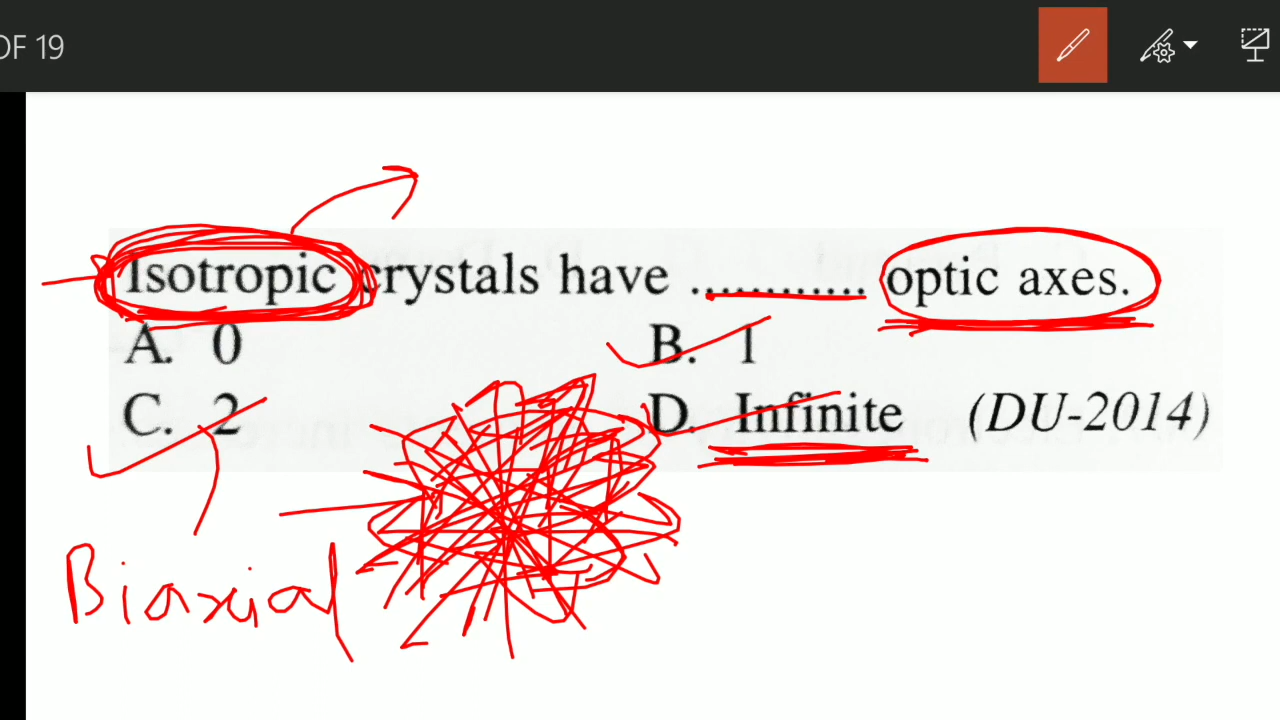 OF 19
Isotropic crystals have ............ optic axes.
A. 0 B. 1
C. 2 D. Infinite (DU-2014)
Biaxial